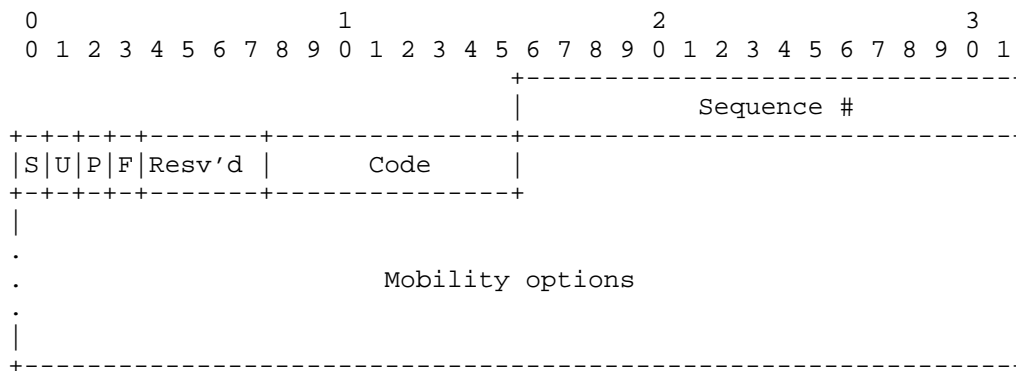 0                   1                   2                   3
 0 1 2 3 4 5 6 7 8 9 0 1 2 3 4 5 6 7 8 9 0 1 2 3 4 5 6 7 8 9 0 1
                                +-------------------------------
                                |           Sequence #
+-+-+-+-+-------+---------------+-------------------------------
|S|U|P|F|Resv’d |      Code     |
+-+-+-+-+-------+---------------+
|
.
.                       Mobility options
.
|
+---------------------------------------------------------------